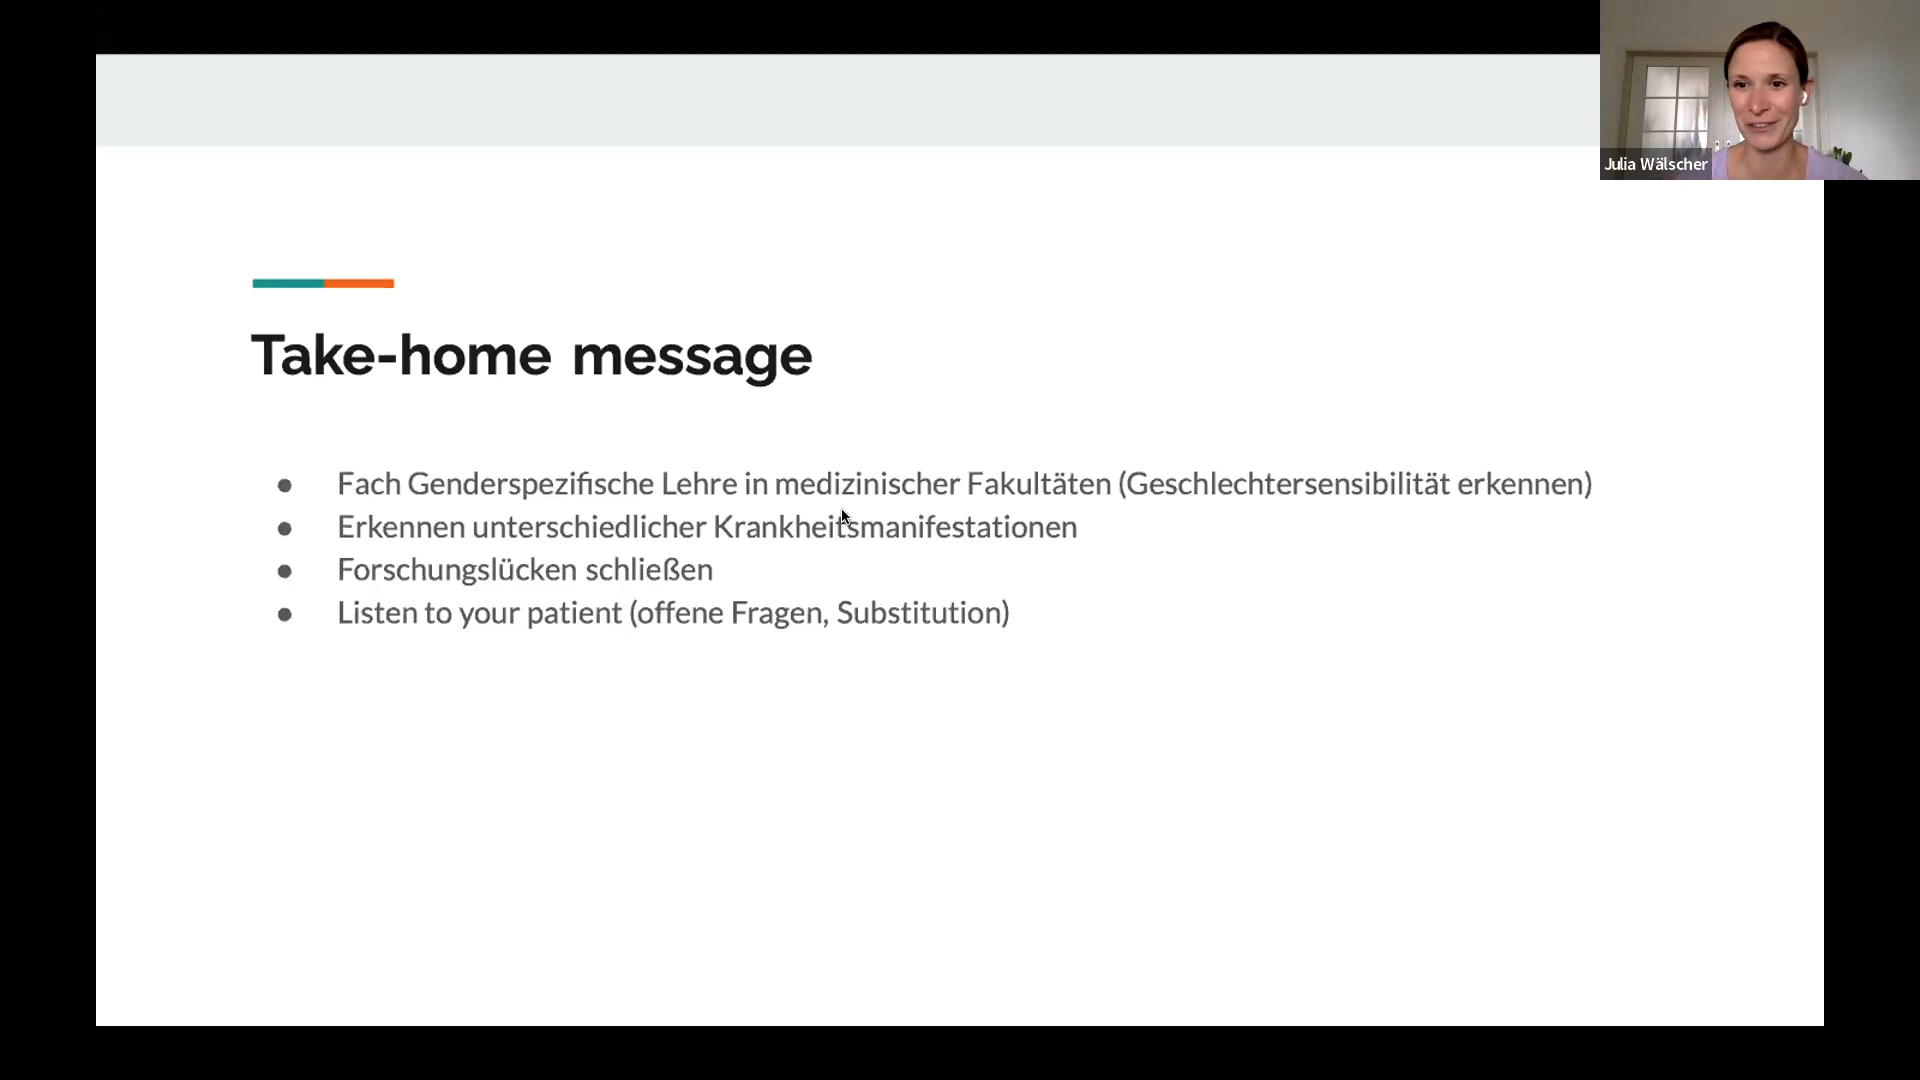 Julia Wälscher
Take-home message
● Fach Genderspezifische Lehre in medizinischer Fakultäten (Geschlechtersensibilität erkennen)
● Erkennen unterschiedlicher Krankheitsmanifestationen
● Forschungslücken schließen
● Listen to your patient (offene Fragen, Substitution)